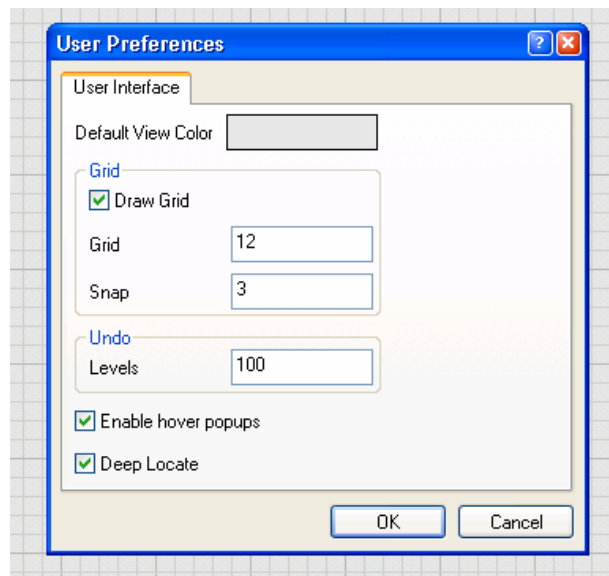 User Preferences
User Interface
Default View Color
Grid
Draw Grid
Grid 12
Snap 3
Undo
Levels 100
Enable hover popups
Deep Locate
OK Cancel